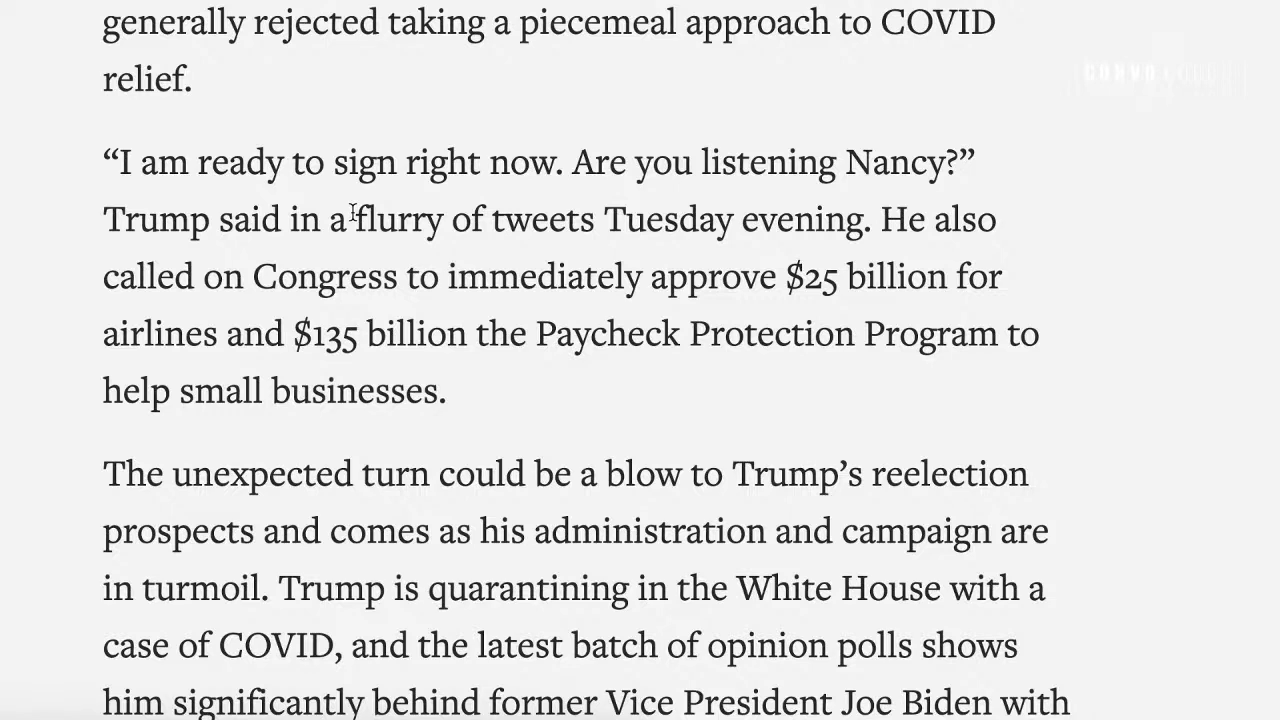 generally rejected taking a piecemeal approach to COVID
relief.
“I am ready to sign right now. Are you listening Nancy?”
Trump said in a flurry of tweets Tuesday evening. He also
called on Congress to immediately approve $25 billion for
airlines and $135 billion the Paycheck Protection Program to
help small businesses.
The unexpected turn could be a blow to Trump’s reelection
prospects and comes as his administration and campaign are
in turmoil. Trump is quarantining in the White House with a
case of COVID, and the latest batch of opinion polls shows
him significantly behind former Vice President Joe Biden with